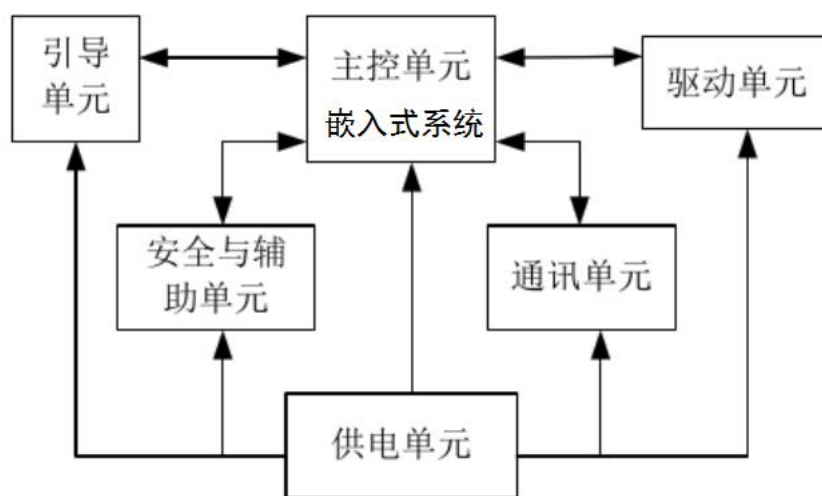 引导
单元
主控单元
嵌入式系统
驱动单元
安全与辅
助单元
通讯单元
供电单元